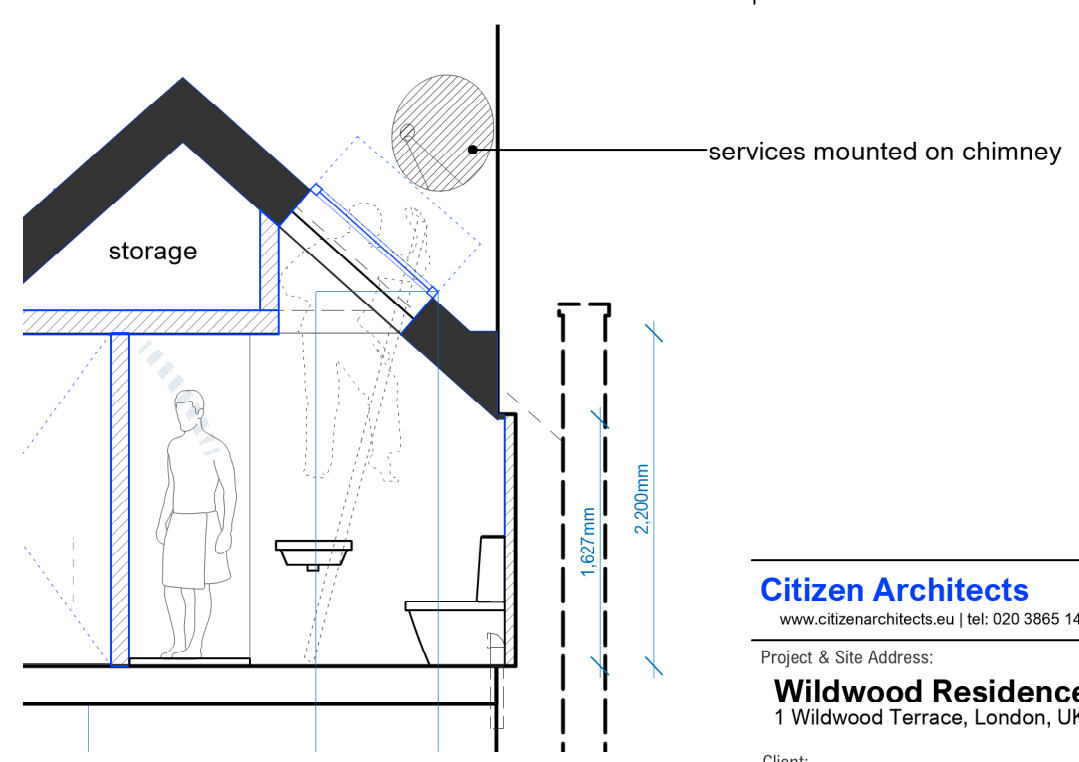 services mounted on chimney
storage
2,200mm
1,627mm
Citizen Architects
www.citizenarchitects.eu | tel: 020 3865 14
Project & Site Address:
Wildwood Residence
1 Wildwood Terrace, London, UK
Client: